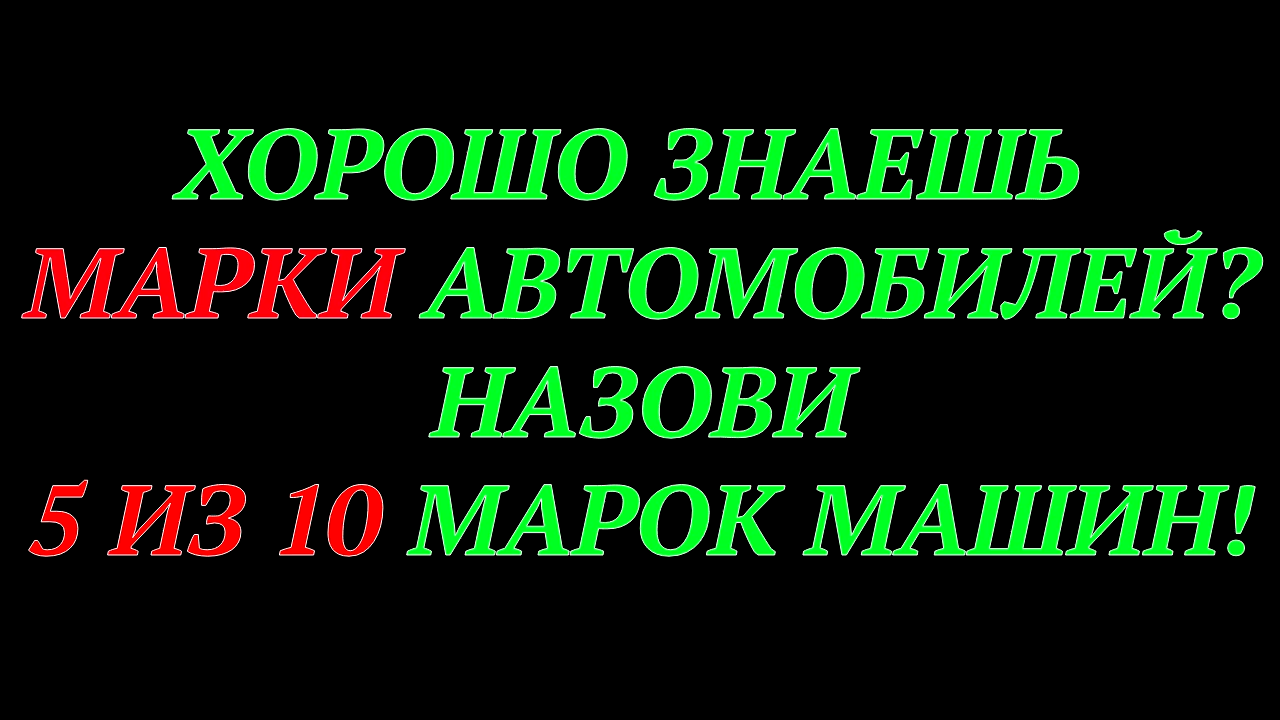 ХОРОШО ЗНАЕШЬ
МАРКИ АВТОМОБИЛЕЙ?
НАЗОВИ
5 ИЗ 10 МАРОК МАШИН!